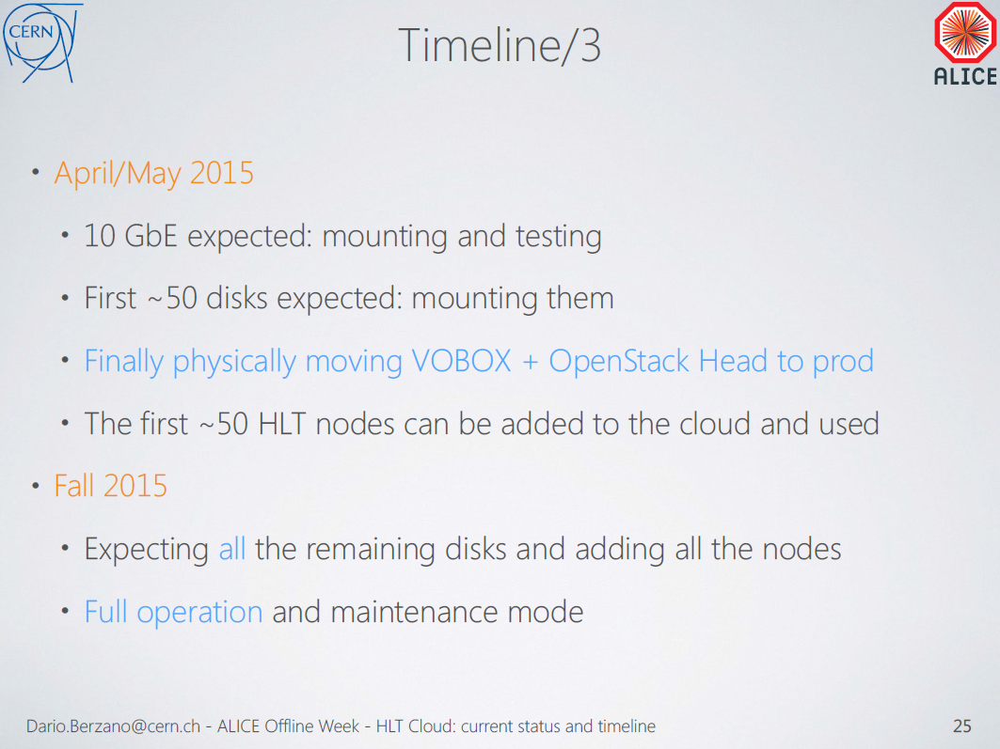 CERN
Timeline/3
ALICE
• April/May 2015
• 10 GbE expected: mounting and testing
• First ~50 disks expected: mounting them
• Finally physically moving VOBOX + OpenStack Head to prod
• The first ~50 HLT nodes can be added to the cloud and used
• Fall 2015
• Expecting all the remaining disks and adding all the nodes
• Full operation and maintenance mode
Dario.Berzano@cern.ch - ALICE Offline Week - HLT Cloud: current status and timeline
25